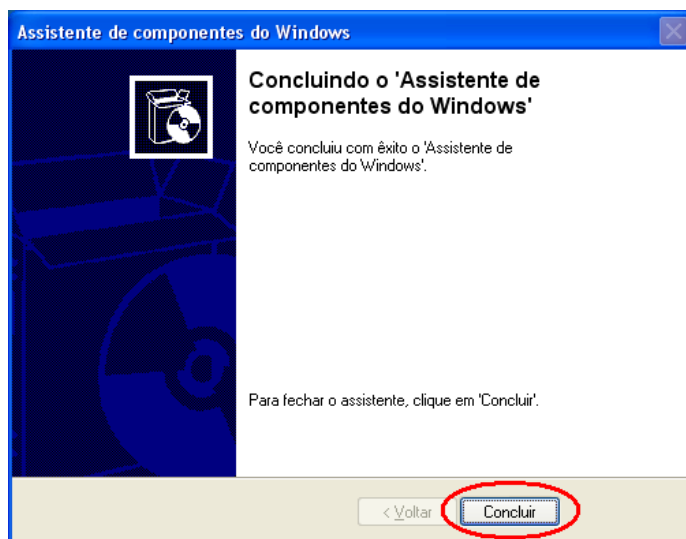 Assistente de componentes do Windows
Concluindo o 'Assistente de
componentes do Windows'
Você concluiu com êxito o 'Assistente de
componentes do Windows'.
Para fechar o assistente, clique em 'Concluir'.
< Voltar
Concluir